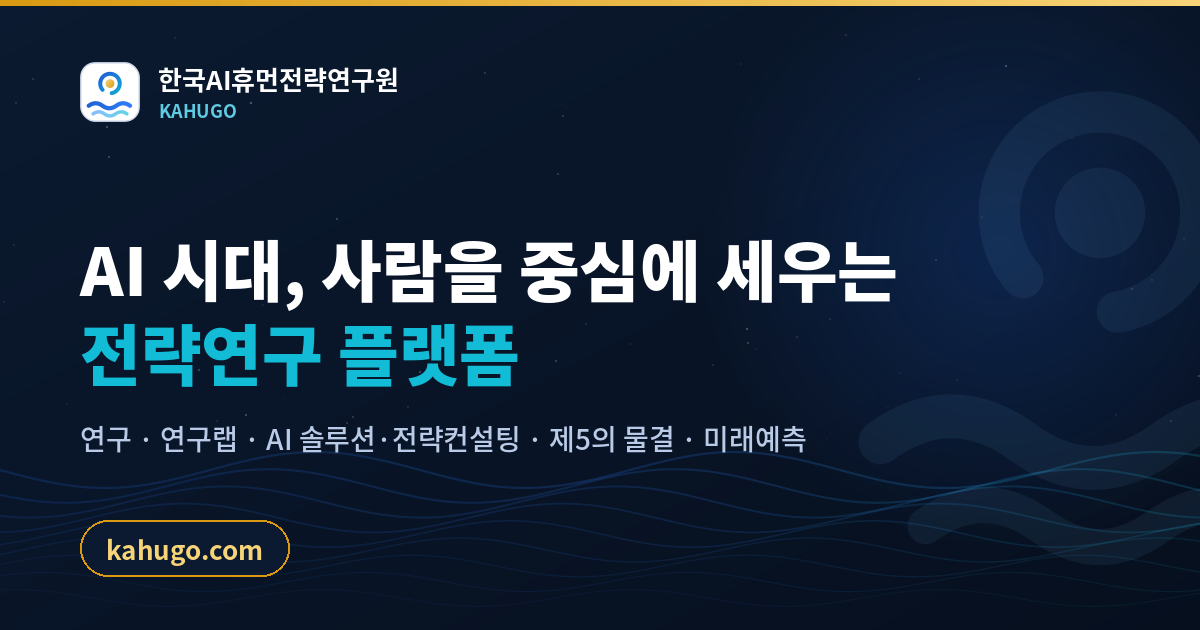 한국AI휴먼전략연구원
KAHUGO
AI 시대, 사람을 중심에 세우는
전략연구 플랫폼
연구 · 연구랩 · AI 솔루션·전략컨설팅 · 제5의 물결 · 미래예측
kahugo.com